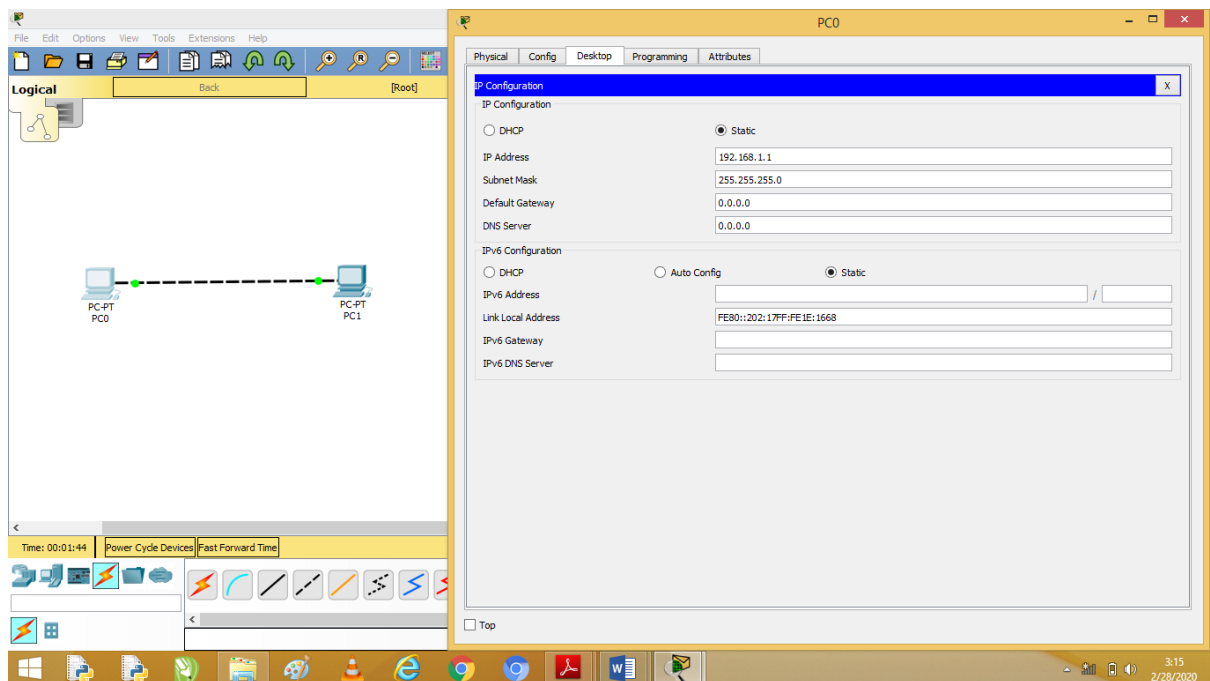 PC0
File Edit Options View Tools Extensions Help
Logical Back [Root]
Physical Config Desktop Programming Attributes
IP Configuration X
IP Configuration
DHCP Static
IP Address 192.168.1.1
Subnet Mask 255.255.255.0
Default Gateway 0.0.0.0
DNS Server 0.0.0.0
IPv6 Configuration
DHCP Auto Config Static
IPv6 Address /
Link Local Address FE80::202:17FF:FE1E:1668
IPv6 Gateway
IPv6 DNS Server
PC-PT
PC0
PC-PT
PC1
Time: 00:01:44 Power Cycle Devices Fast Forward Time
Top
3:15
2/28/2020